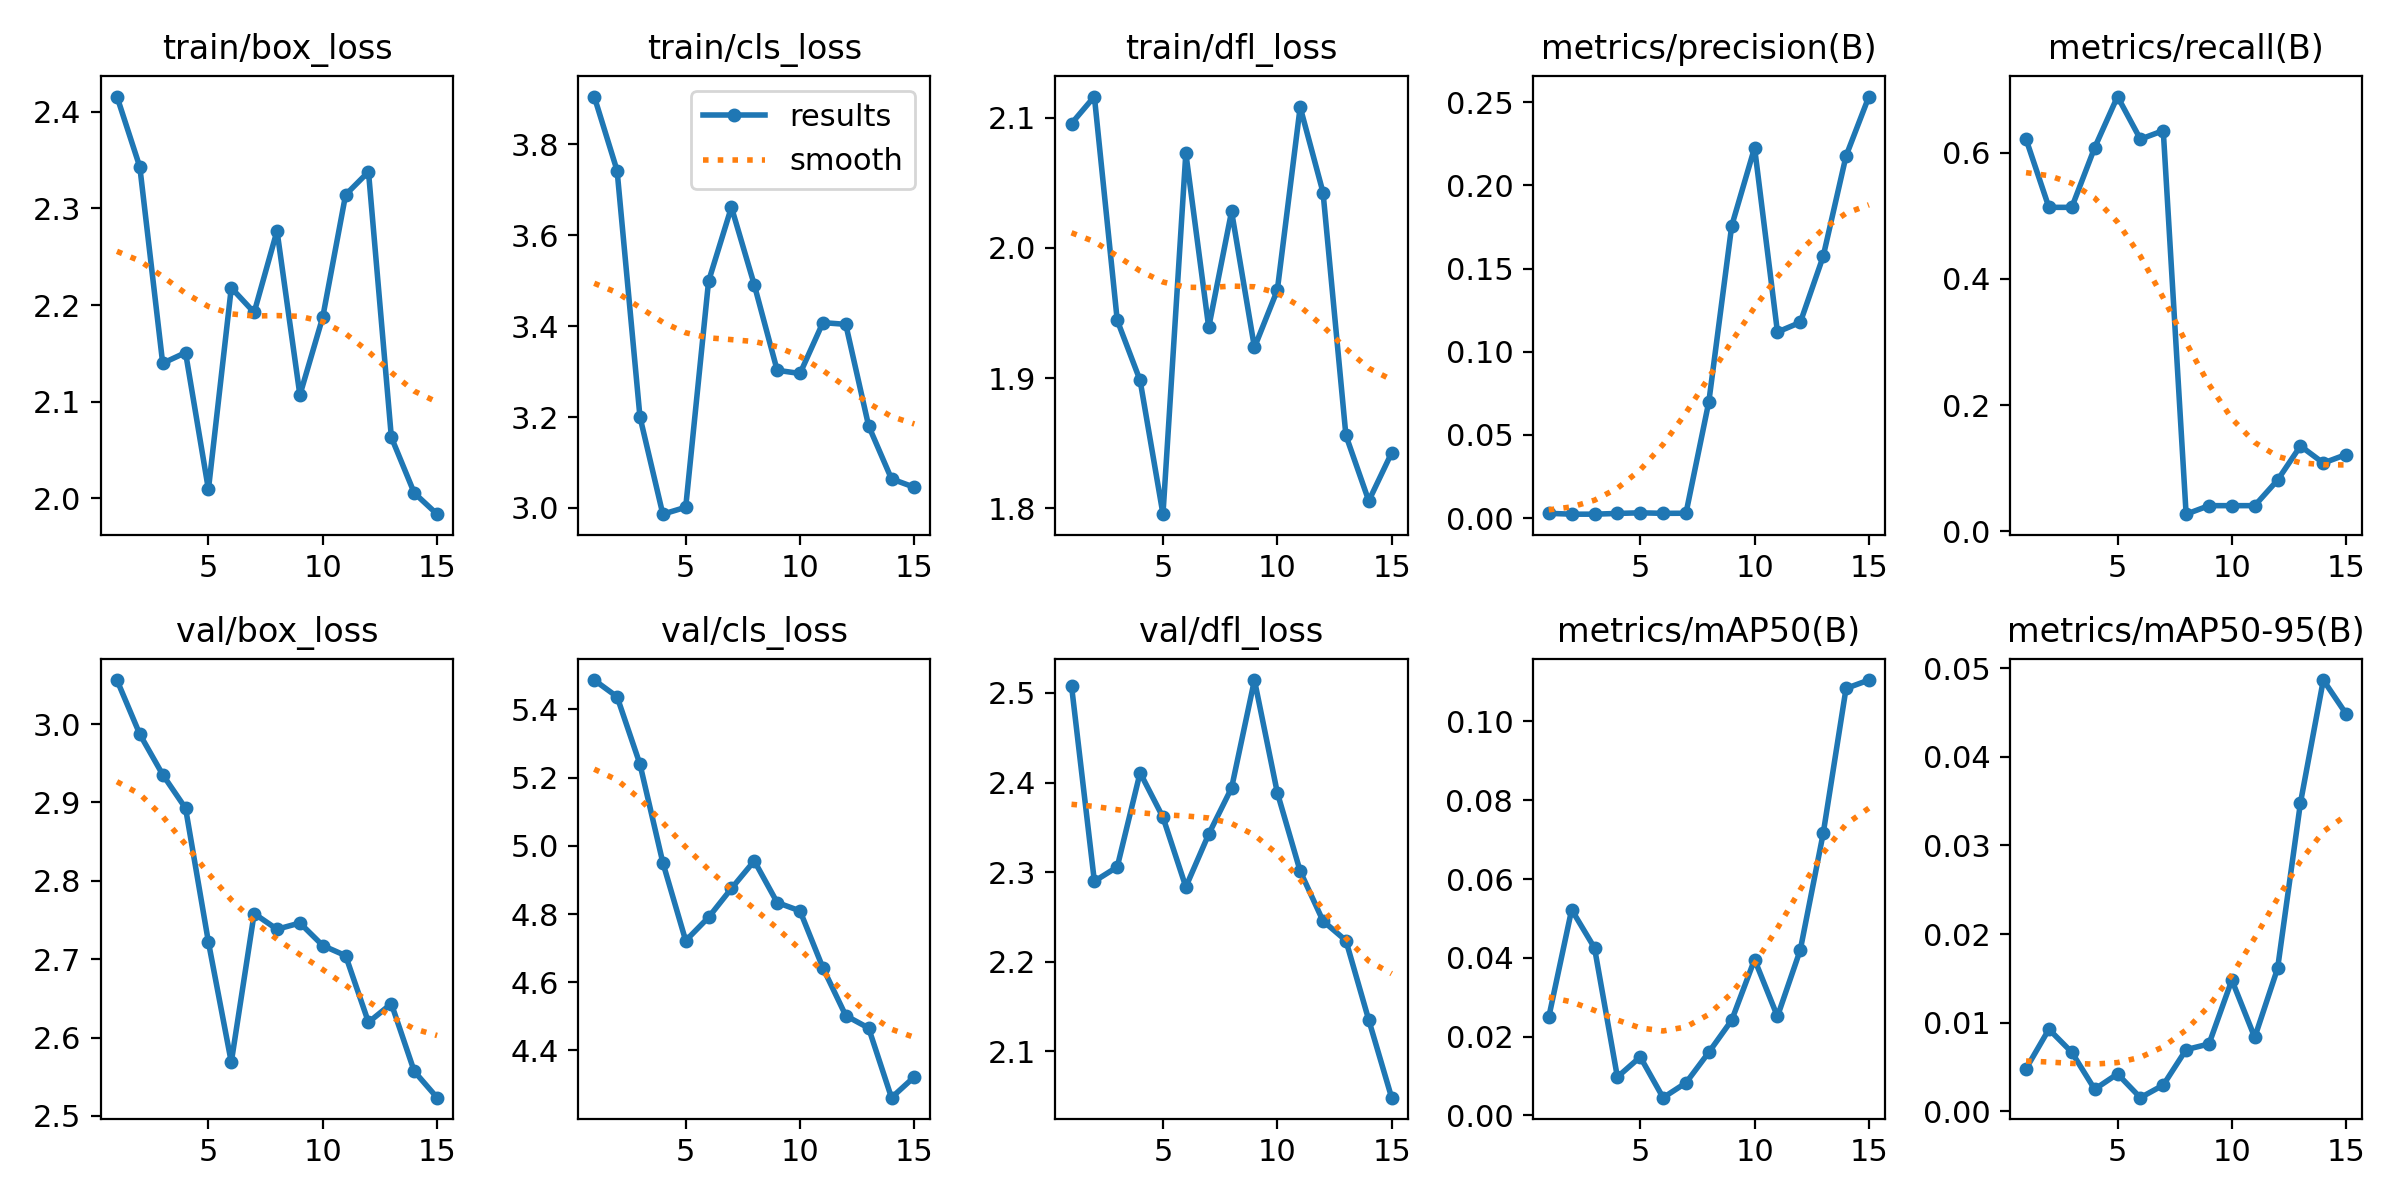 train/box_loss
train/cls_loss
train/dfl_loss
metrics/precision(B)
metrics/recall(B)
results
smooth
2.4
2.3
2.2
2.1
2.0
5 10 15
3.8
3.6
3.4
3.2
3.0
5 10 15
2.1
2.0
1.9
1.8
5 10 15
0.25
0.20
0.15
0.10
0.05
0.00
5 10 15
0.6
0.4
0.2
0.0
5 10 15
val/box_loss
val/cls_loss
val/dfl_loss
metrics/mAP50(B)
metrics/mAP50-95(B)
3.0
2.9
2.8
2.7
2.6
2.5
5 10 15
5.4
5.2
5.0
4.8
4.6
4.4
5 10 15
2.5
2.4
2.3
2.2
2.1
5 10 15
0.10
0.08
0.06
0.04
0.02
0.00
5 10 15
0.05
0.04
0.03
0.02
0.01
0.00
5 10 15